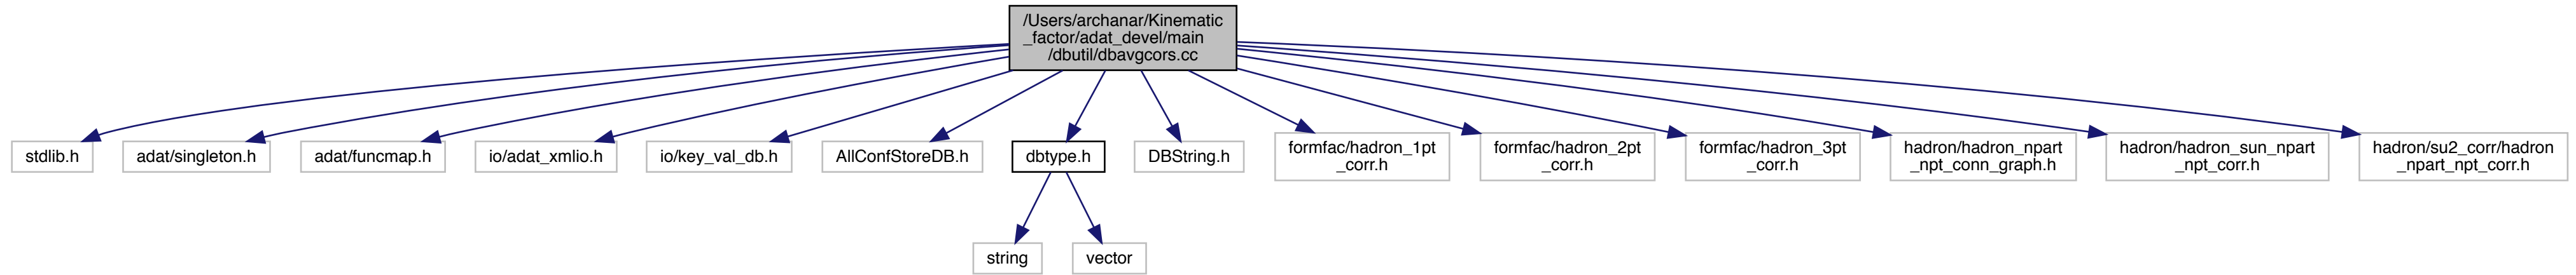 /Users/archanar/Kinematic
_factor/adat_devel/main
/dbutil/dbavgcors.cc
stdlib.h
adat/singleton.h
adat/funcmap.h
io/adat_xmlio.h
io/key_val_db.h
AllConfStoreDB.h
dbtype.h
DBString.h
formfac/hadron_1pt
_corr.h
formfac/hadron_2pt
_corr.h
formfac/hadron_3pt
_corr.h
hadron/hadron_npart
_npt_conn_graph.h
hadron/hadron_sun_npart
_npt_corr.h
hadron/su2_corr/hadron
_npart_npt_corr.h
string
vector